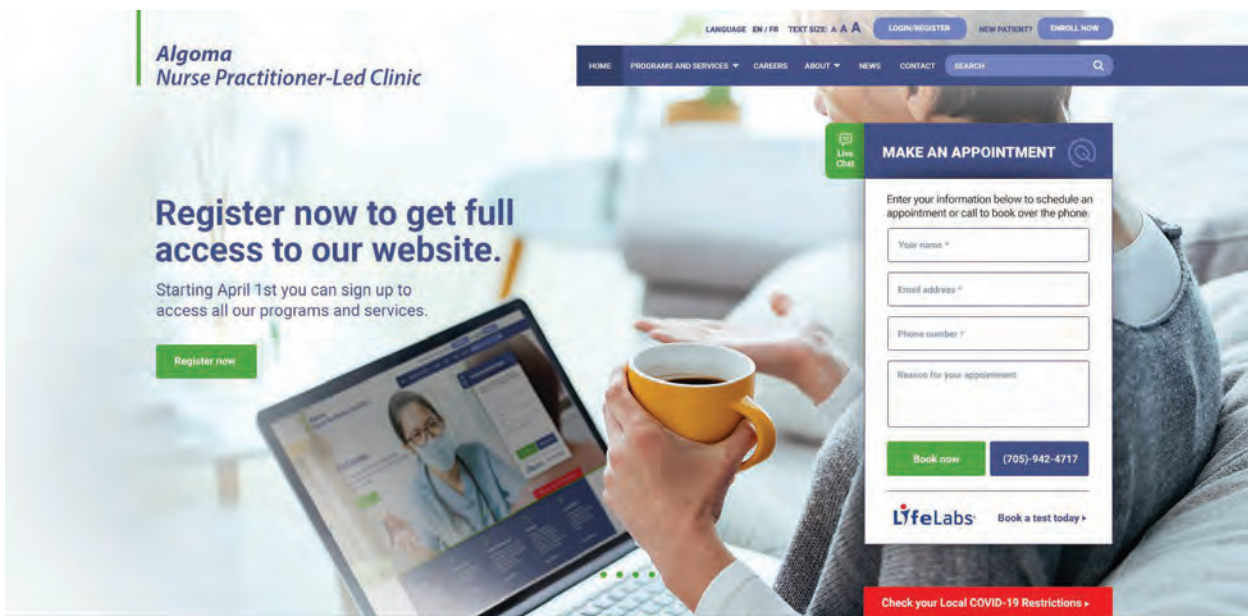 Algoma
Nurse Practitioner-Led Clinic
LANGUAGE EN / FR TEXT SIZE: A A A LOGIN/REGISTER NEW PATIENT? ENROLL NOW
HOME PROGRAMS AND SERVICES CAREERS ABOUT NEWS CONTACT SEARCH
Live
Chat
MAKE AN APPOINTMENT
Enter your information below to schedule an
appointment or call to book over the phone.
Your name *
Email address *
Phone number *
Reason for your appointment
Book now (705)-942-4717
LifeLabs Book a test today
Register now to get full
access to our website.
Starting April 1st you can sign up to
access all our programs and services.
Register now
Check your Local COVID-19 Restrictions